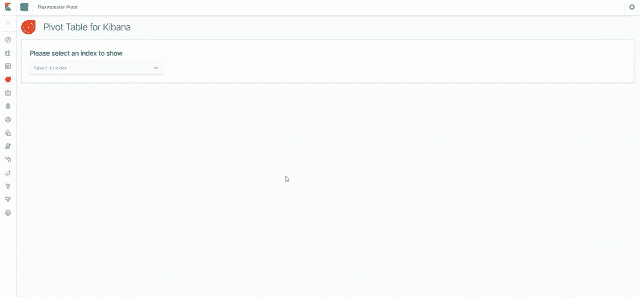 Flexmonster Pivot
Pivot Table for Kibana
Please select an index to show
Select an index